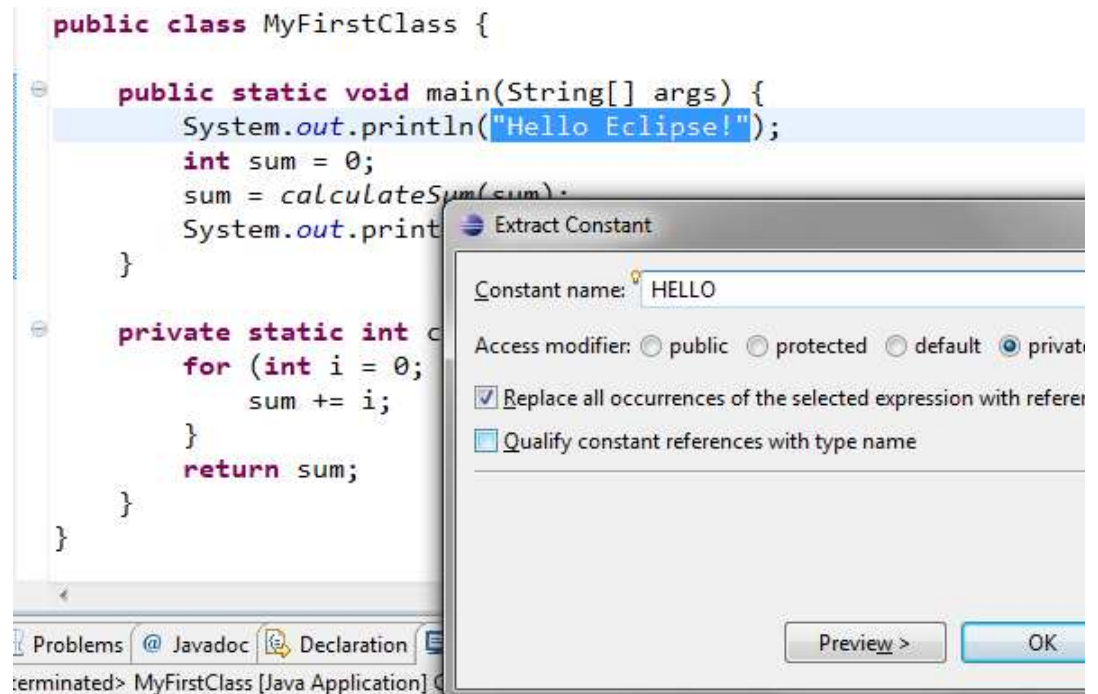 public class MyFirstClass {
public static void main(String[] args) {
System.out.println("Hello Eclipse!");
int sum = 0;
sum = calculateSum(sum);
System.out.print
}
private static int c
for (int i = 0;
sum += i;
}
return sum;
}
}
Extract Constant
Constant name: HELLO
Access modifier: public protected default private
Replace all occurrences of the selected expression with refere
Qualify constant references with type name
Preview > OK
Problems @ Javadoc Declaration
terminated> MyFirstClass [Java Application]